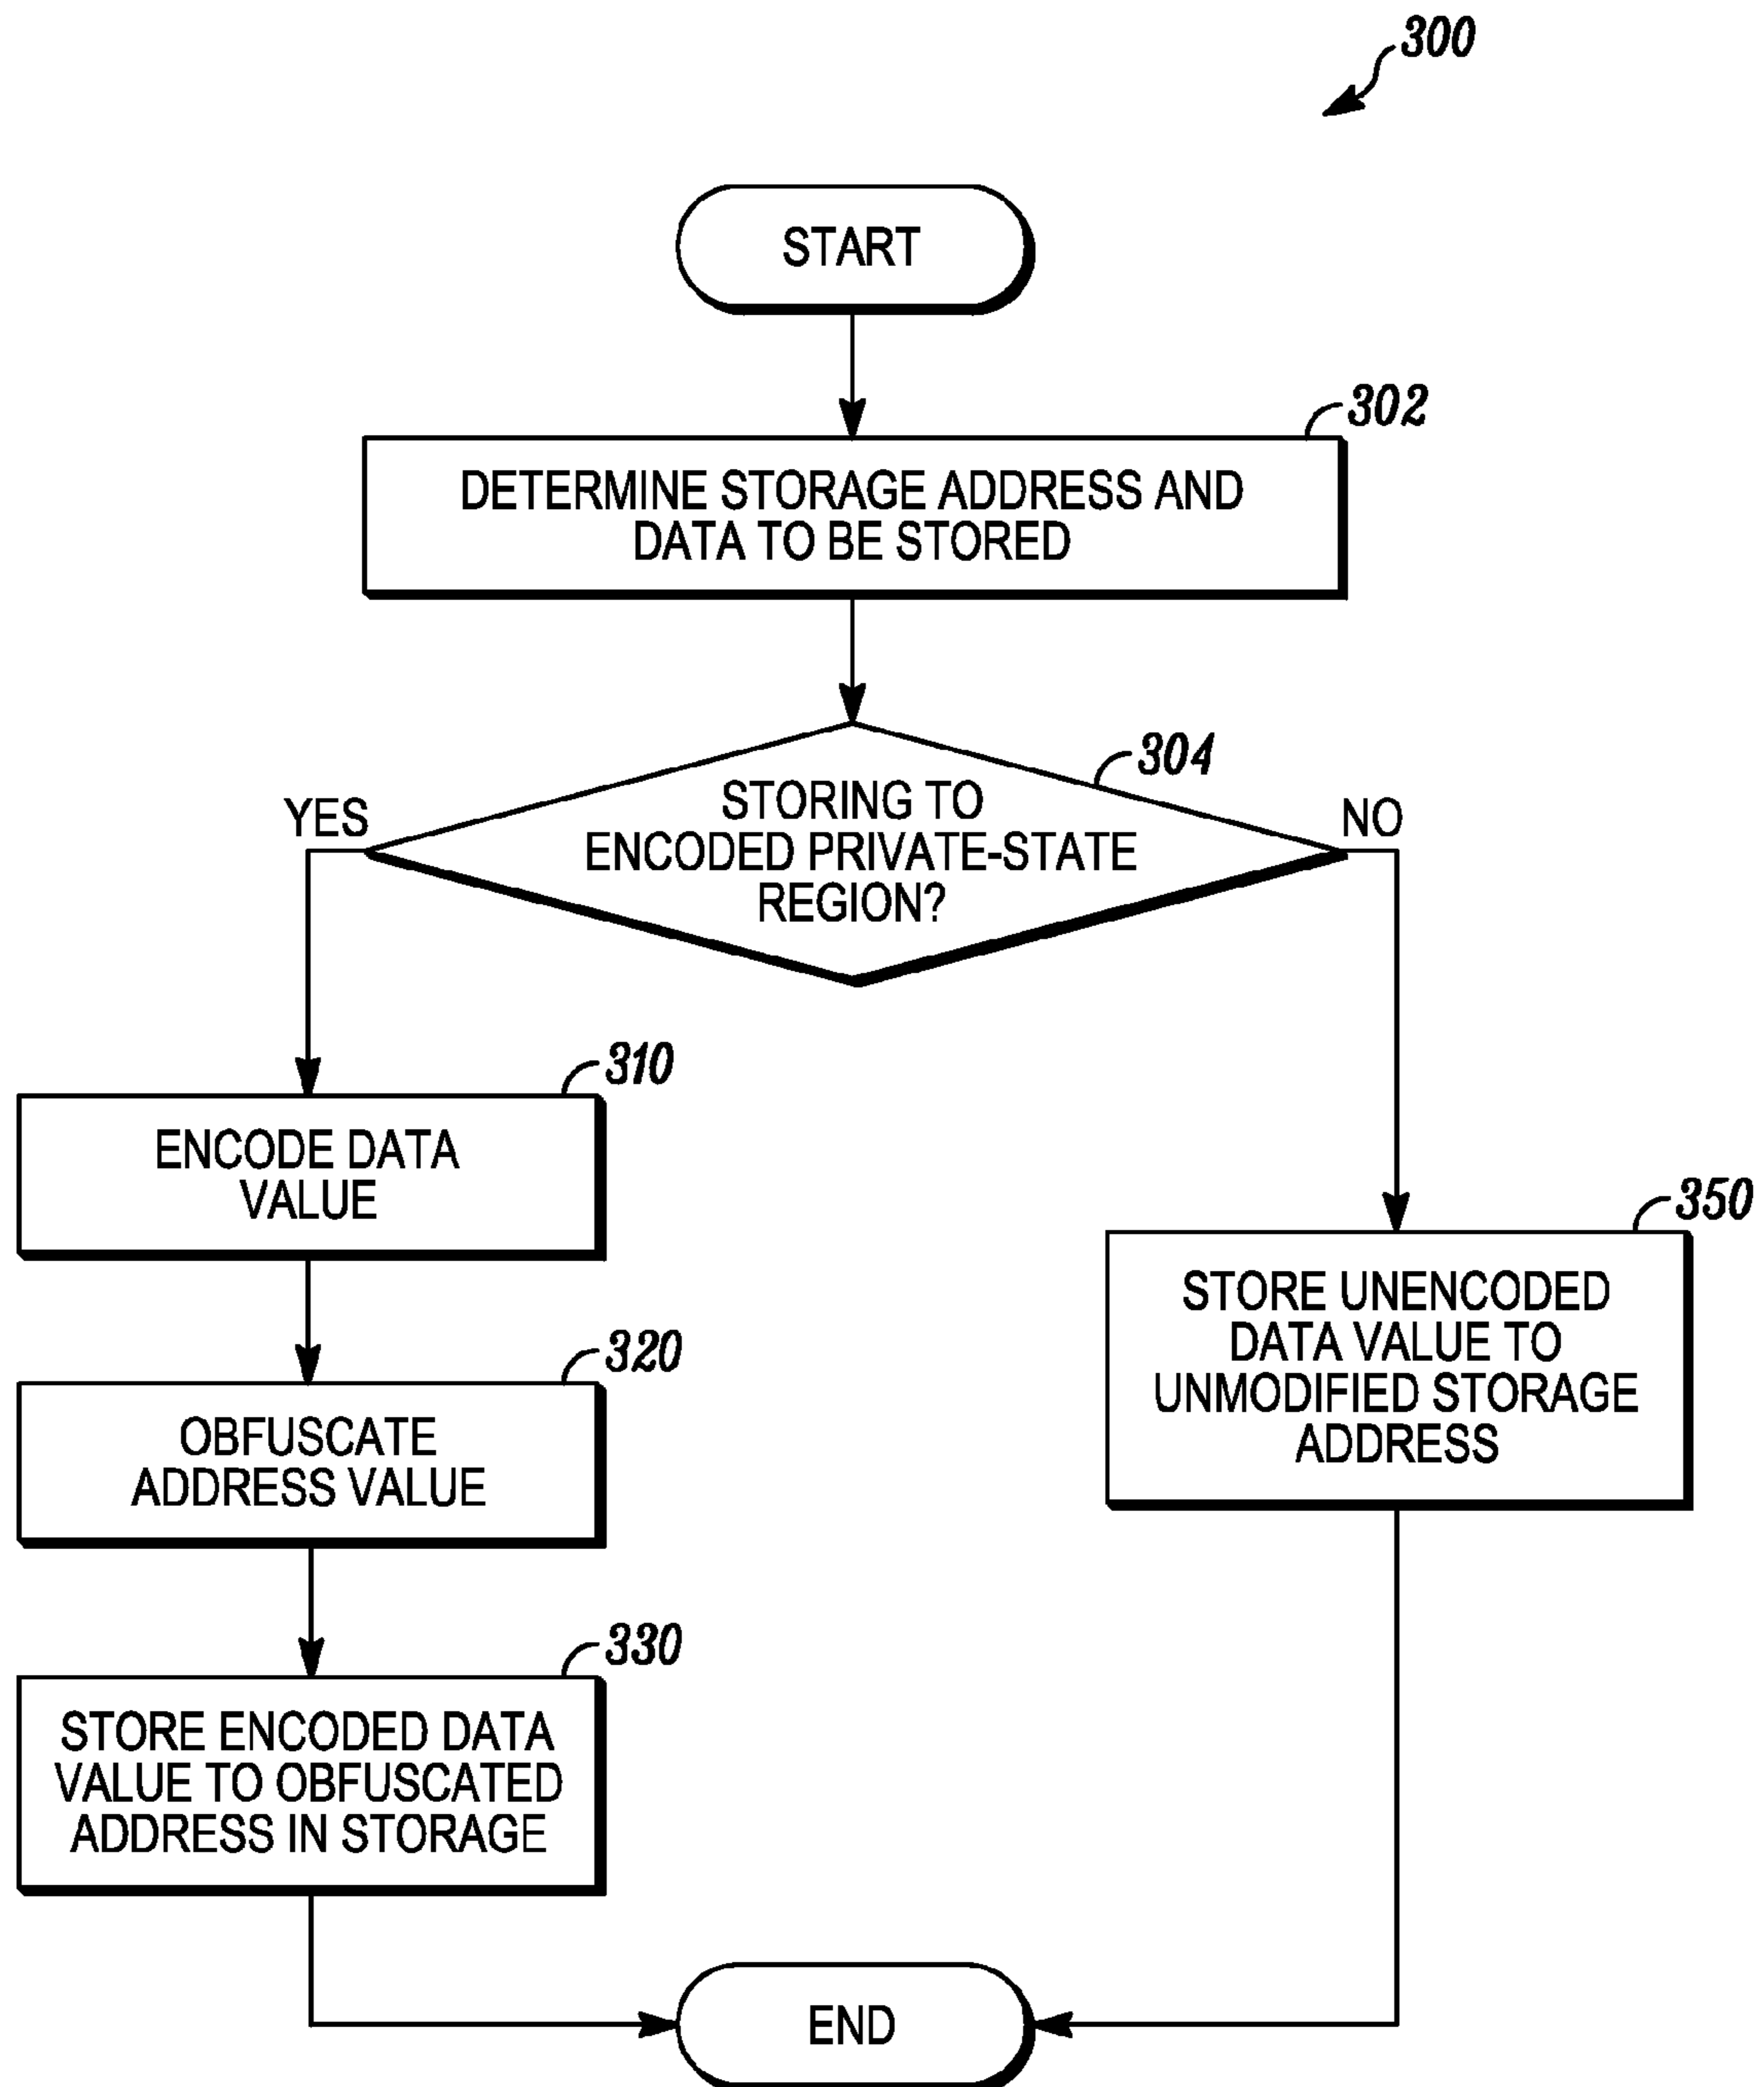 300
START
302
DETERMINE STORAGE ADDRESS AND
DATA TO BE STORED
304
STORING TO
ENCODED PRIVATE-STATE
REGION?
YES
NO
310
ENCODE DATA
VALUE
320
OBFUSCATE
ADDRESS VALUE
330
STORE ENCODED DATA
VALUE TO OBFUSCATED
ADDRESS IN STORAGE
350
STORE UNENCODED
DATA VALUE TO
UNMODIFIED STORAGE
ADDRESS
END